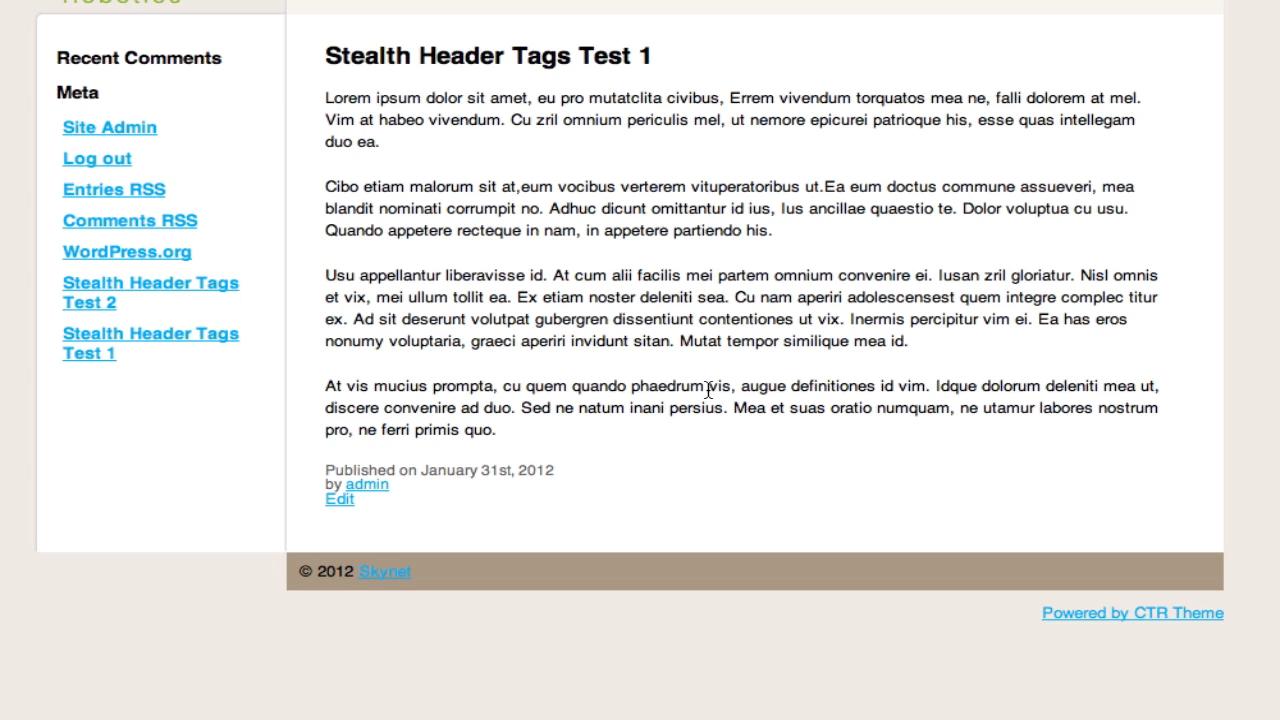 Recent Comments
Meta
Site Admin
Log out
Entries RSS
Comments RSS
WordPress.org
Stealth Header Tags
Test 2
Stealth Header Tags
Test 1
Stealth Header Tags Test 1
Lorem ipsum dolor sit amet, eu pro mutatclita civibus, Errem vivendum torquatos mea ne, falli dolorem at mel.
Vim at habeo vivendum. Cu zril omnium periculis mel, ut nemore epicurei patrioque his, esse quas intellegam
duo ea.
Cibo etiam malorum sit at,eum vocibus verterem vituperatoribus ut.Ea eum doctus commune assueveri, mea
blandit nominati corrumpit no. Adhuc dicunt omittantur id ius, Ius ancillae quaestio te. Dolor voluptua cu usu.
Quando appetere recteque in nam, in appetere partiendo his.
Usu appellantur liberavisse id. At cum alii facilis mei partem omnium convenire ei. Iusan zril gloriatur. Nisl omnis
et vix, mei ullum tollit ea. Ex etiam noster deleniti sea. Cu nam aperiri adolescensest quem integre complec titur
ex. Ad sit deserunt volutpat gubergren dissentiunt contentiones ut vix. Inermis percipitur vim ei. Ea has eros
nonumy voluptaria, graeci aperiri invidunt sitan. Mutat tempor similique mea id.
At vis mucius prompta, cu quem quando phaedrum vis, augue definitiones id vim. Idque dolorum deleniti mea ut,
discere convenire ad duo. Sed ne natum inani persius. Mea et suas oratio numquam, ne utamur labores nostrum
pro, ne ferri primis quo.
Published on January 31st, 2012
by admin
Edit
© 2012 Skynet
Powered by CTR Theme